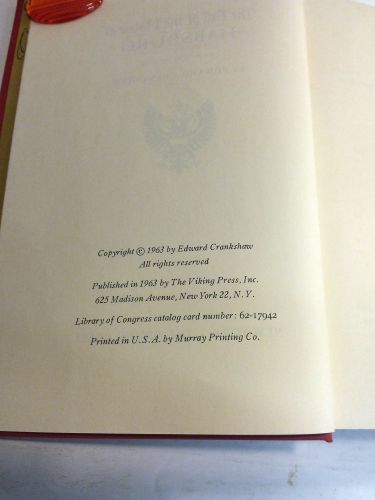 Copyright © 1963 by Edward Crankshaw
All rights reserved
Published in 1963 by The Viking Press, Inc.
625 Madison Avenue, New York 22, N. Y.
Library of Congress catalog card number: 62-17942
Printed in U.S.A. by Murray Printing Co.